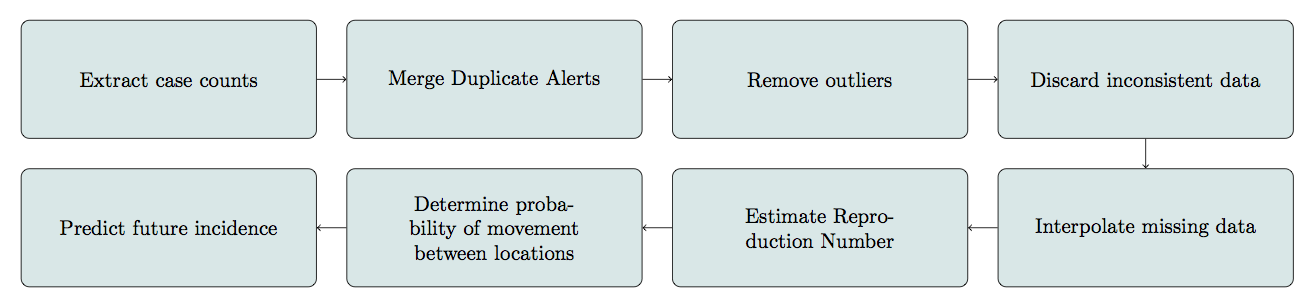 Extract case counts
Merge Duplicate Alerts
Remove outliers
Discard inconsistent data
Interpolate missing data
Estimate Repro-
duction Number
Determine proba-
bility of movement
between locations
Predict future incidence